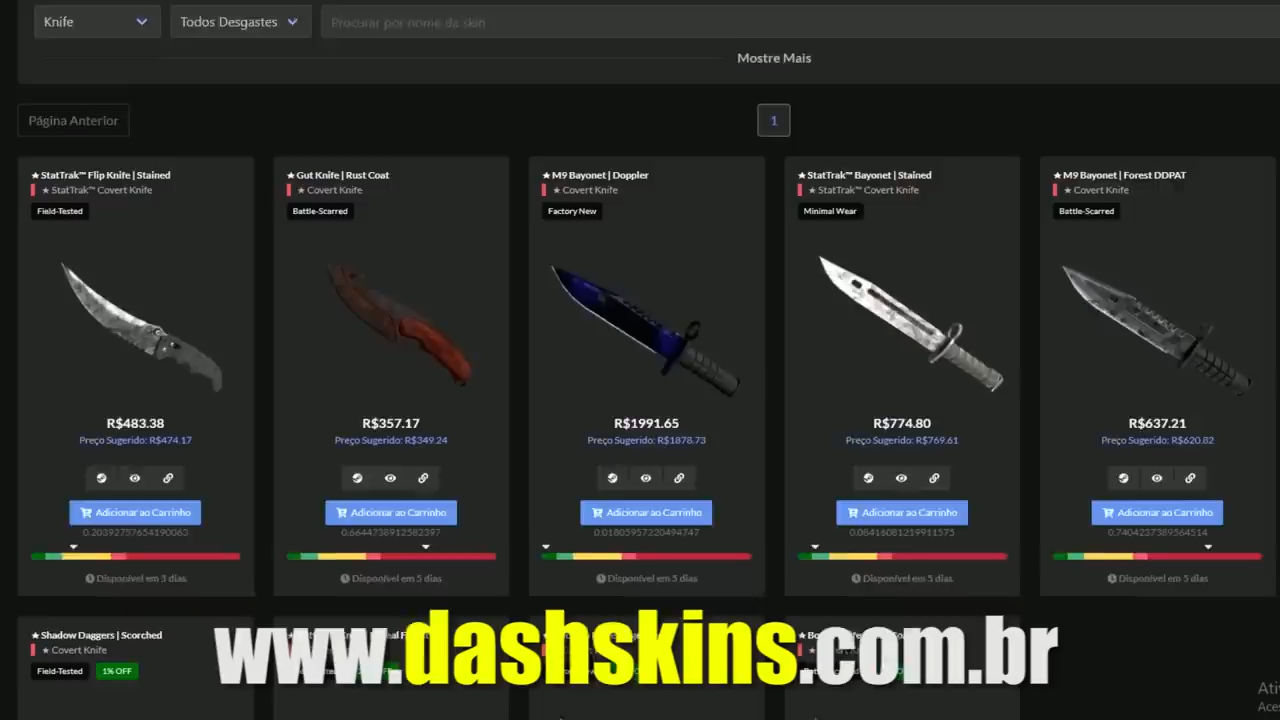 Knife
Todos Desgastes
Procurar por nome da skin
Mostre Mais
Página Anterior
1
★ StatTrak™ Flip Knife | Stained
★ StatTrak™ Covert Knife
Field-Tested
R$483.38
Preço Sugerido: R$474.17
Adicionar ao Carrinho
0.20392757654190063
Disponível em 5 dias.
★ Gut Knife | Rust Coat
★ Covert Knife
Battle-Scarred
R$357.17
Preço Sugerido: R$349.24
Adicionar ao Carrinho
0.6644738912582397
Disponível em 5 dias.
★ M9 Bayonet | Doppler
★ Covert Knife
Factory New
R$1991.65
Preço Sugerido: R$1878.73
Adicionar ao Carrinho
0.01805957220494747
Disponível em 5 dias.
★ StatTrak™ Bayonet | Stained
★ StatTrak™ Covert Knife
Minimal Wear
R$774.80
Preço Sugerido: R$769.61
Adicionar ao Carrinho
0.08416081219911575
Disponível em 5 dias.
★ M9 Bayonet | Forest DDPAT
★ Covert Knife
Battle-Scarred
R$637.21
Preço Sugerido: R$620.82
Adicionar ao Carrinho
0.7404237389564514
Disponível em 5 dias.
★ Shadow Daggers | Scorched
★ Covert Knife
Field-Tested
1% OFF
www.dashskins.com.br